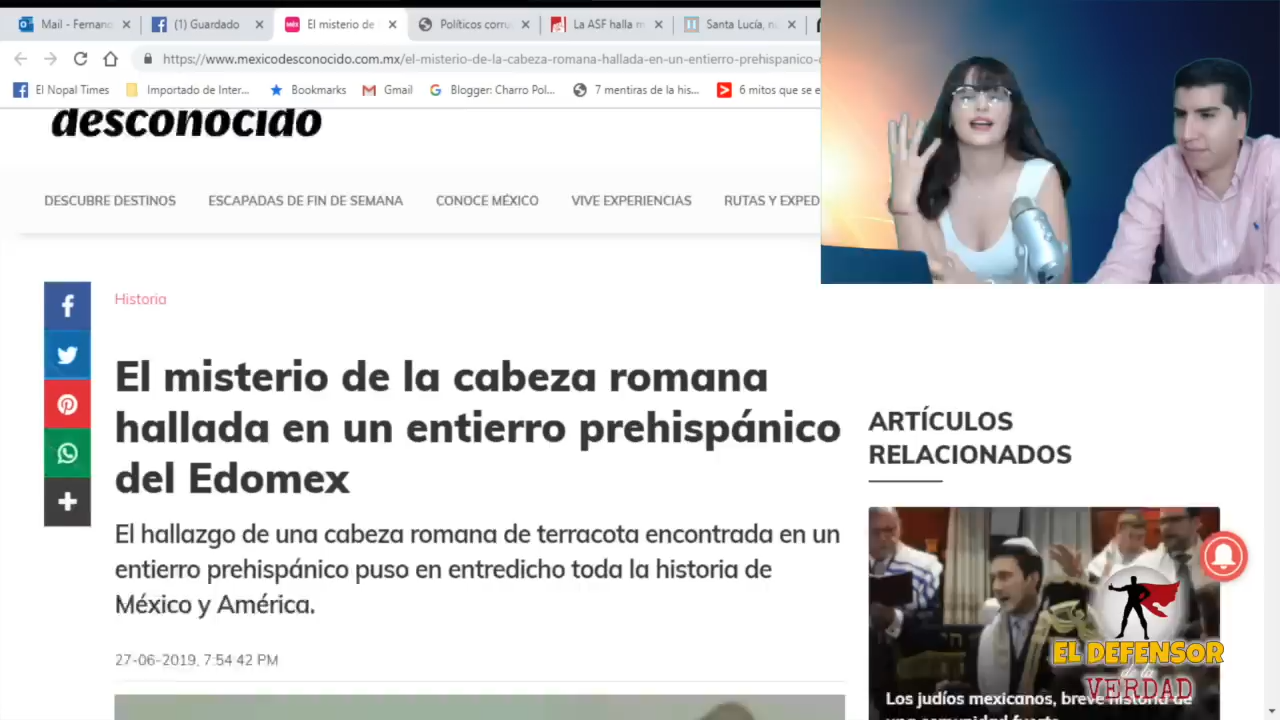 Mail - Fernand
(1) Guardado
El misterio de
Políticos corru
La ASF halla m
Santa Lucía, n
https://www.mexicodesconocido.com.mx/el-misterio-de-la-cabeza-romana-hallada-en-un-entierro-prehispanico-
El Nopal Times
Importado de Inter...
Bookmarks
Gmail
Blogger: Charro Pol...
7 mentiras de la his...
6 mitos que se e
desconocido
DESCUBRE DESTINOS
ESCAPADAS DE FIN DE SEMANA
CONOCE MÉXICO
VIVE EXPERIENCIAS
RUTAS Y EXPED
Historia
El misterio de la cabeza romana
hallada en un entierro prehispánico
del Edomex
El hallazgo de una cabeza romana de terracota encontrada en un
entierro prehispánico puso en entredicho toda la historia de
México y América.
27-06-2019, 7:54:42 PM
ARTÍCULOS
RELACIONADOS
EL DEFENSOR
de la
VERDAD
Los judíos mexicanos, breve historia de
una comunidad fuerte